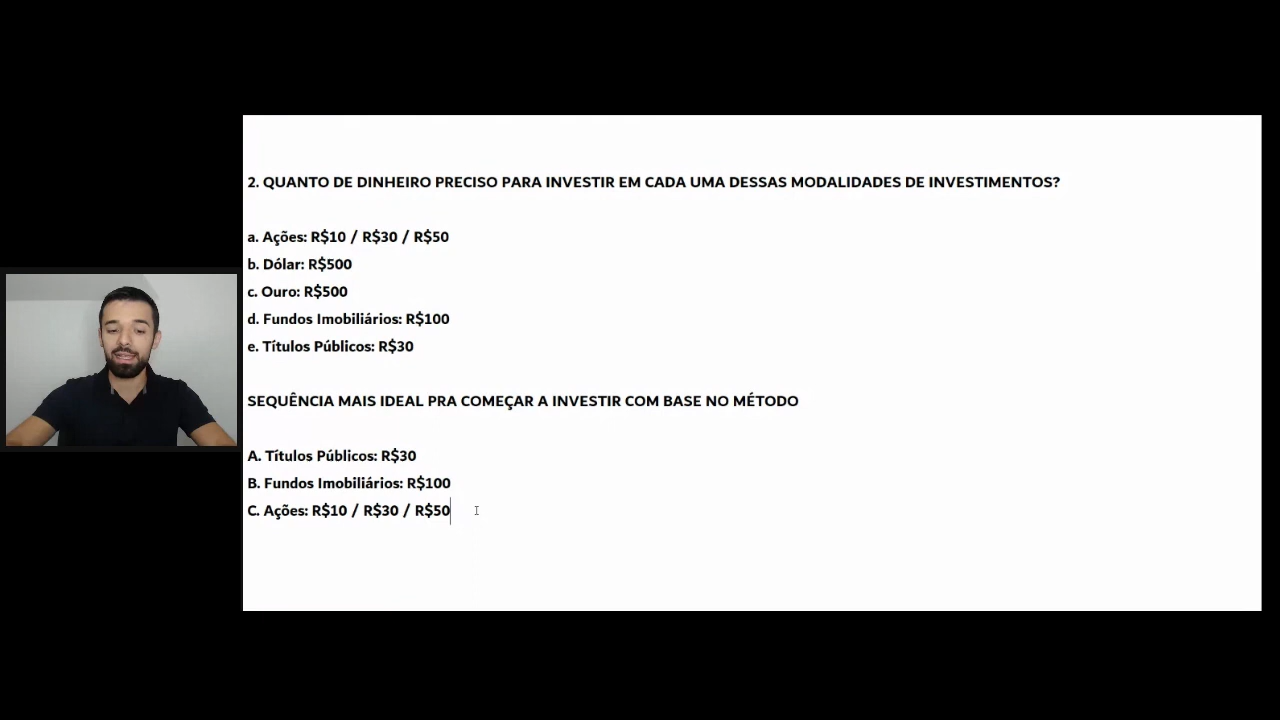 2. QUANTO DE DINHEIRO PRECISO PARA INVESTIR EM CADA UMA DESSAS MODALIDADES DE INVESTIMENTOS?
a. Ações: R$10 / R$30 / R$50
b. Dólar: R$500
c. Ouro: R$500
d. Fundos Imobiliários: R$100
e. Títulos Públicos: R$30
SEQUÊNCIA MAIS IDEAL PRA COMEÇAR A INVESTIR COM BASE NO MÉTODO
A. Títulos Públicos: R$30
B. Fundos Imobiliários: R$100
C. Ações: R$10 / R$30 / R$50